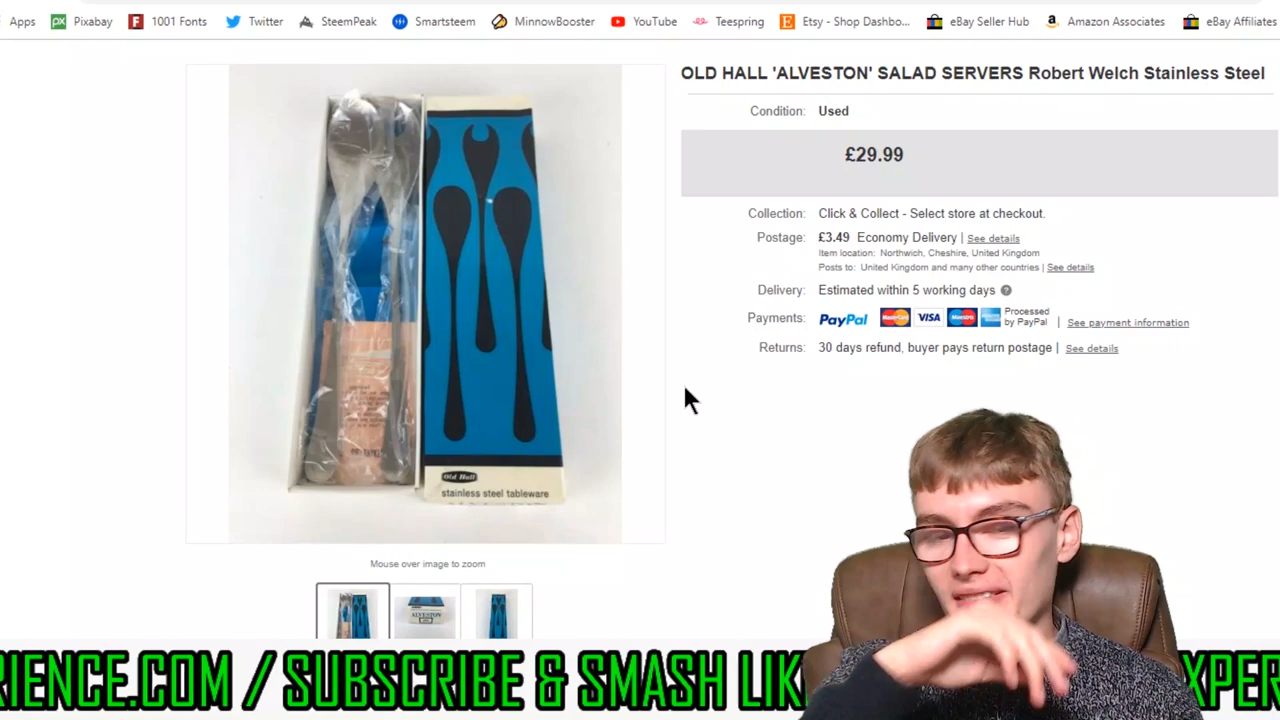 Apps Pixabay 1001 Fonts Twitter SteemPeak Smartsteem MinnowBooster YouTube Teespring Etsy - Shop Dashbo... eBay Seller Hub Amazon Associates eBay Affiliates
OLD HALL 'ALVESTON' SALAD SERVERS Robert Welch Stainless Steel
Condition: Used
£29.99
Collection: Click & Collect - Select store at checkout.
Postage: £3.49 Economy Delivery | See details
Item location: Northwich, Cheshire, United Kingdom
Posts to: United Kingdom and many other countries | See details
Delivery: Estimated within 5 working days
Payments: PayPal MasterCard VISA Maestro Processed by PayPal | See payment information
Returns: 30 days refund, buyer pays return postage | See details
Old Hall
stainless steel tableware
Mouse over image to zoom
ALVESTON
RIENCE.COM / SUBSCRIBE & SMASH LIK XPER